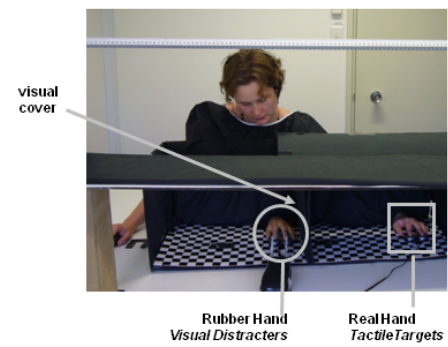 visual
cover
Rubber Hand
Visual Distracters
Real Hand
TactileTargets